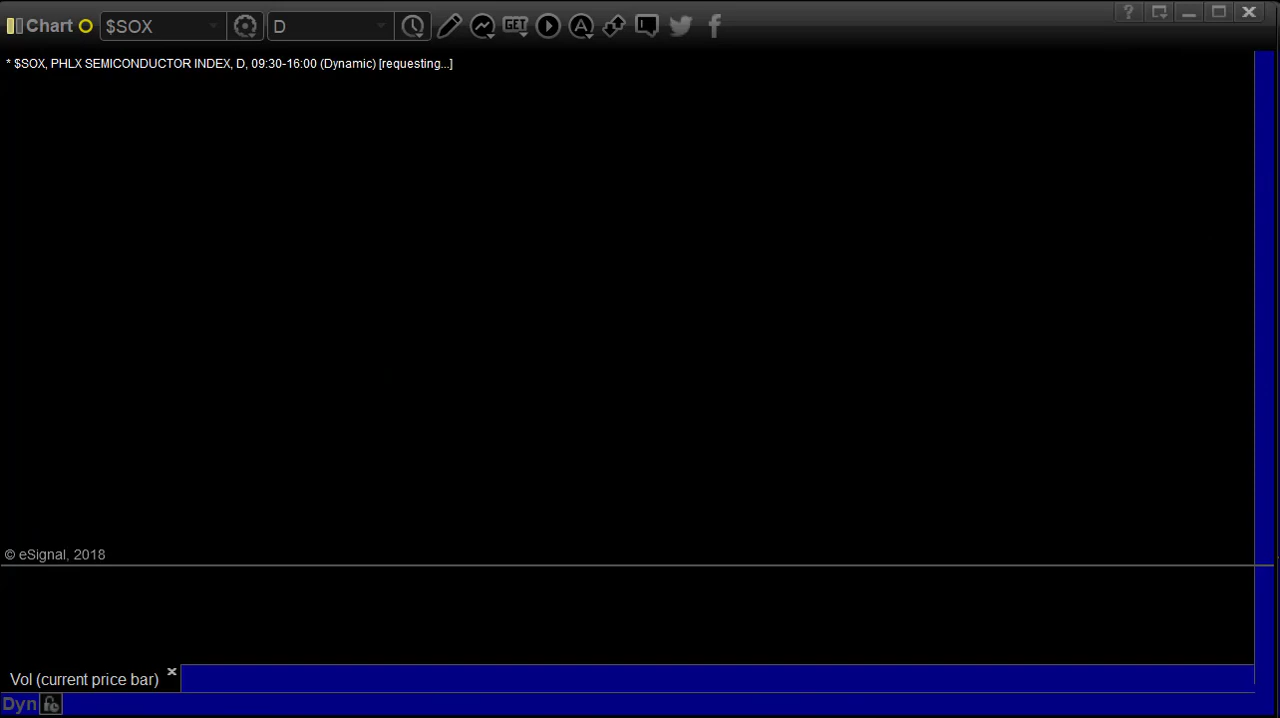 Chart $SOX D GET A ?
* $SOX, PHLX SEMICONDUCTOR INDEX, D, 09:30-16:00 (Dynamic) [requesting...]
© eSignal, 2018
Vol (current price bar)
Dyn